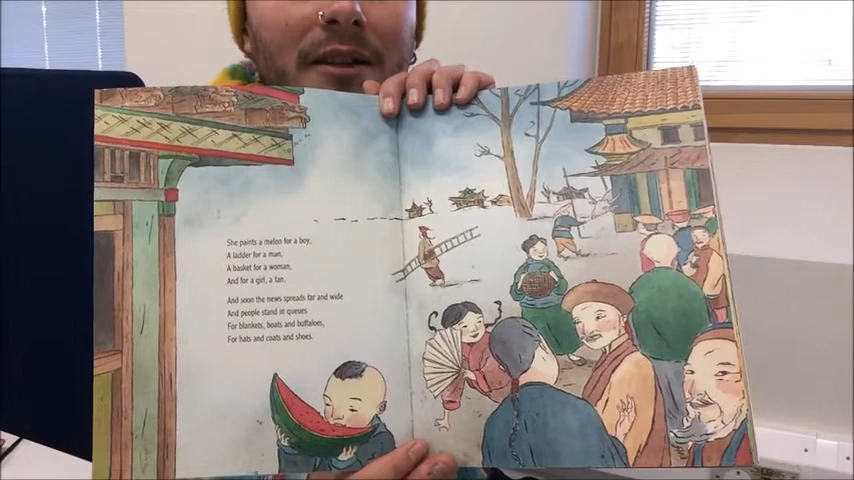 She paints a melon for a boy,
A ladder for a man,
A basket for a woman,
And for a girl, a fan.
And soon the news spreads far and wide
And people stand in queues
For blankets, boats and buffaloes,
For hats and coats and shoes.